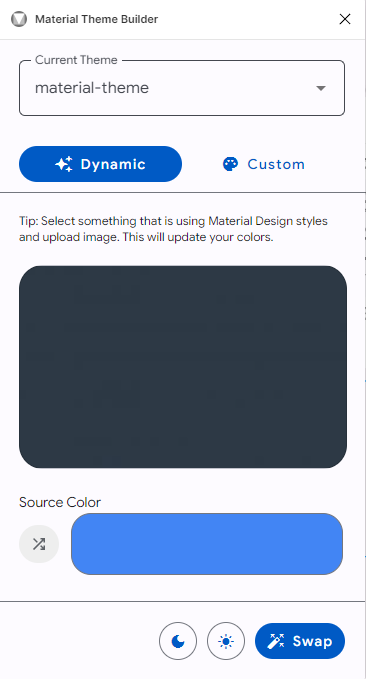 Material Theme Builder
Current Theme
material-theme
Dynamic
Custom
Tip: Select something that is using Material Design styles
and upload image. This will update your colors.
Source Color
Swap